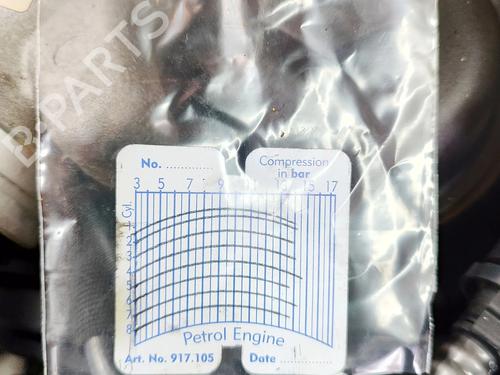 B-PARTS
No. ............
Compression
in bar
3 5 7 9 13 15 17
Cyl.
1
2
3
4
5
6
7
8
Petrol Engine
Art. No. 917.105
Date ............